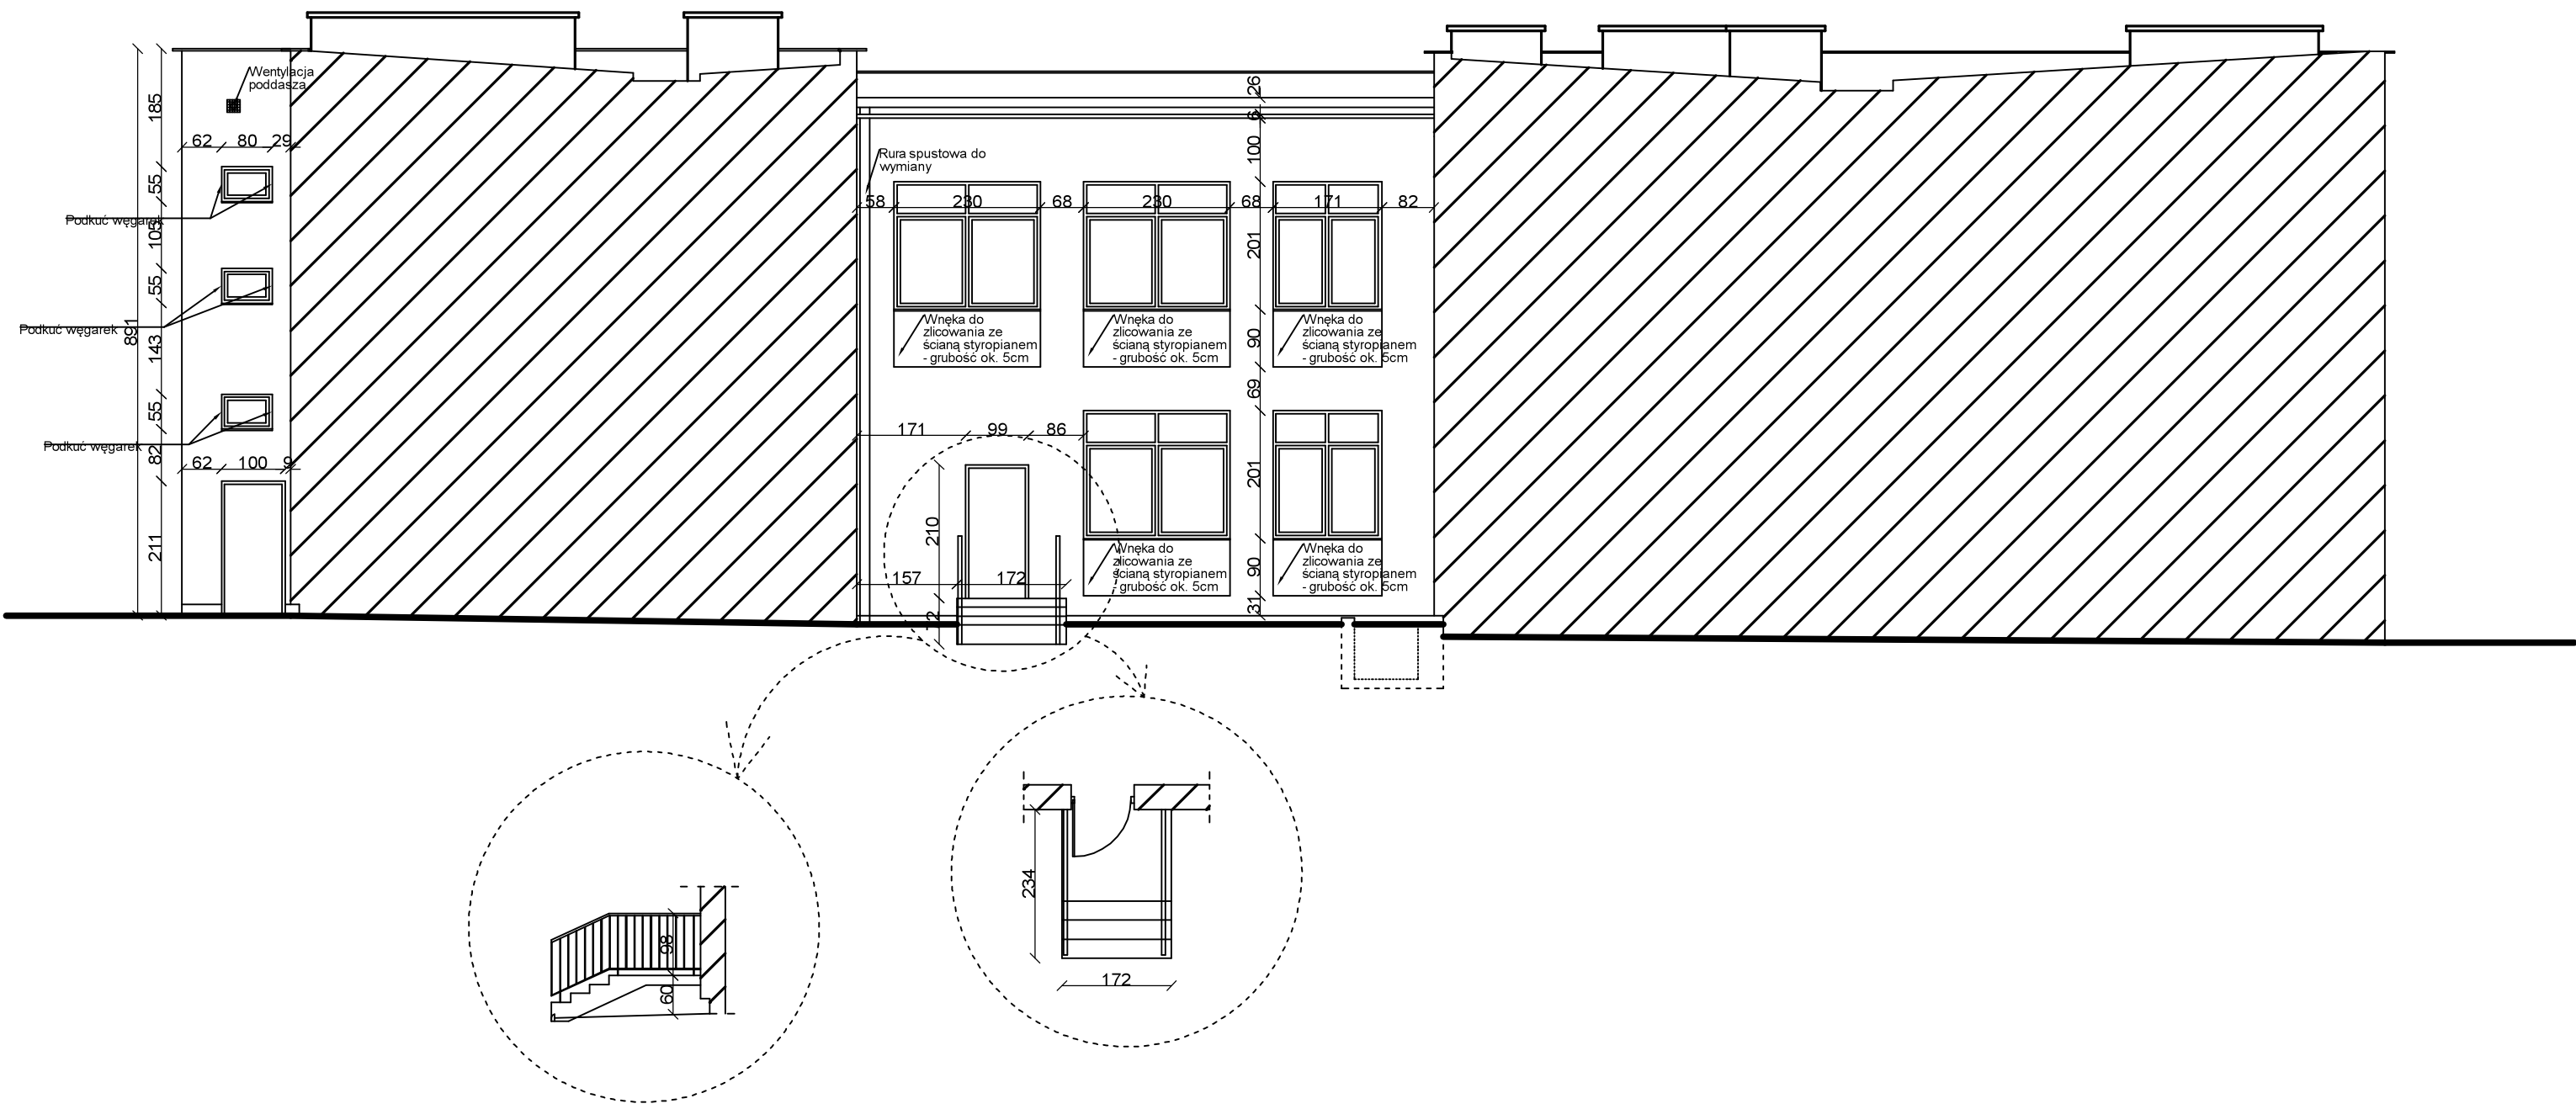 Wentylacja
poddasza
185
62 80 29
55
Podkuć węgarek
105
55
891
Podkuć węgarek
143
55
Podkuć węgarek
82
62 100 9
211
26
6
100
Rura spustowa do
wymiany
58 230 68 230 68 171 82
201
Wnęka do
zlicowania ze
ścianą styropianem
- grubość ok. 5cm
Wnęka do
zlicowania ze
ścianą styropianem
- grubość ok. 5cm
Wnęka do
zlicowania ze
ścianą styropianem
- grubość ok. 5cm
90
69
171 99 86
201
210
Wnęka do
zlicowania ze
ścianą styropianem
- grubość ok. 5cm
Wnęka do
zlicowania ze
ścianą styropianem
- grubość ok. 5cm
90
157 172
31
98
60
234
172